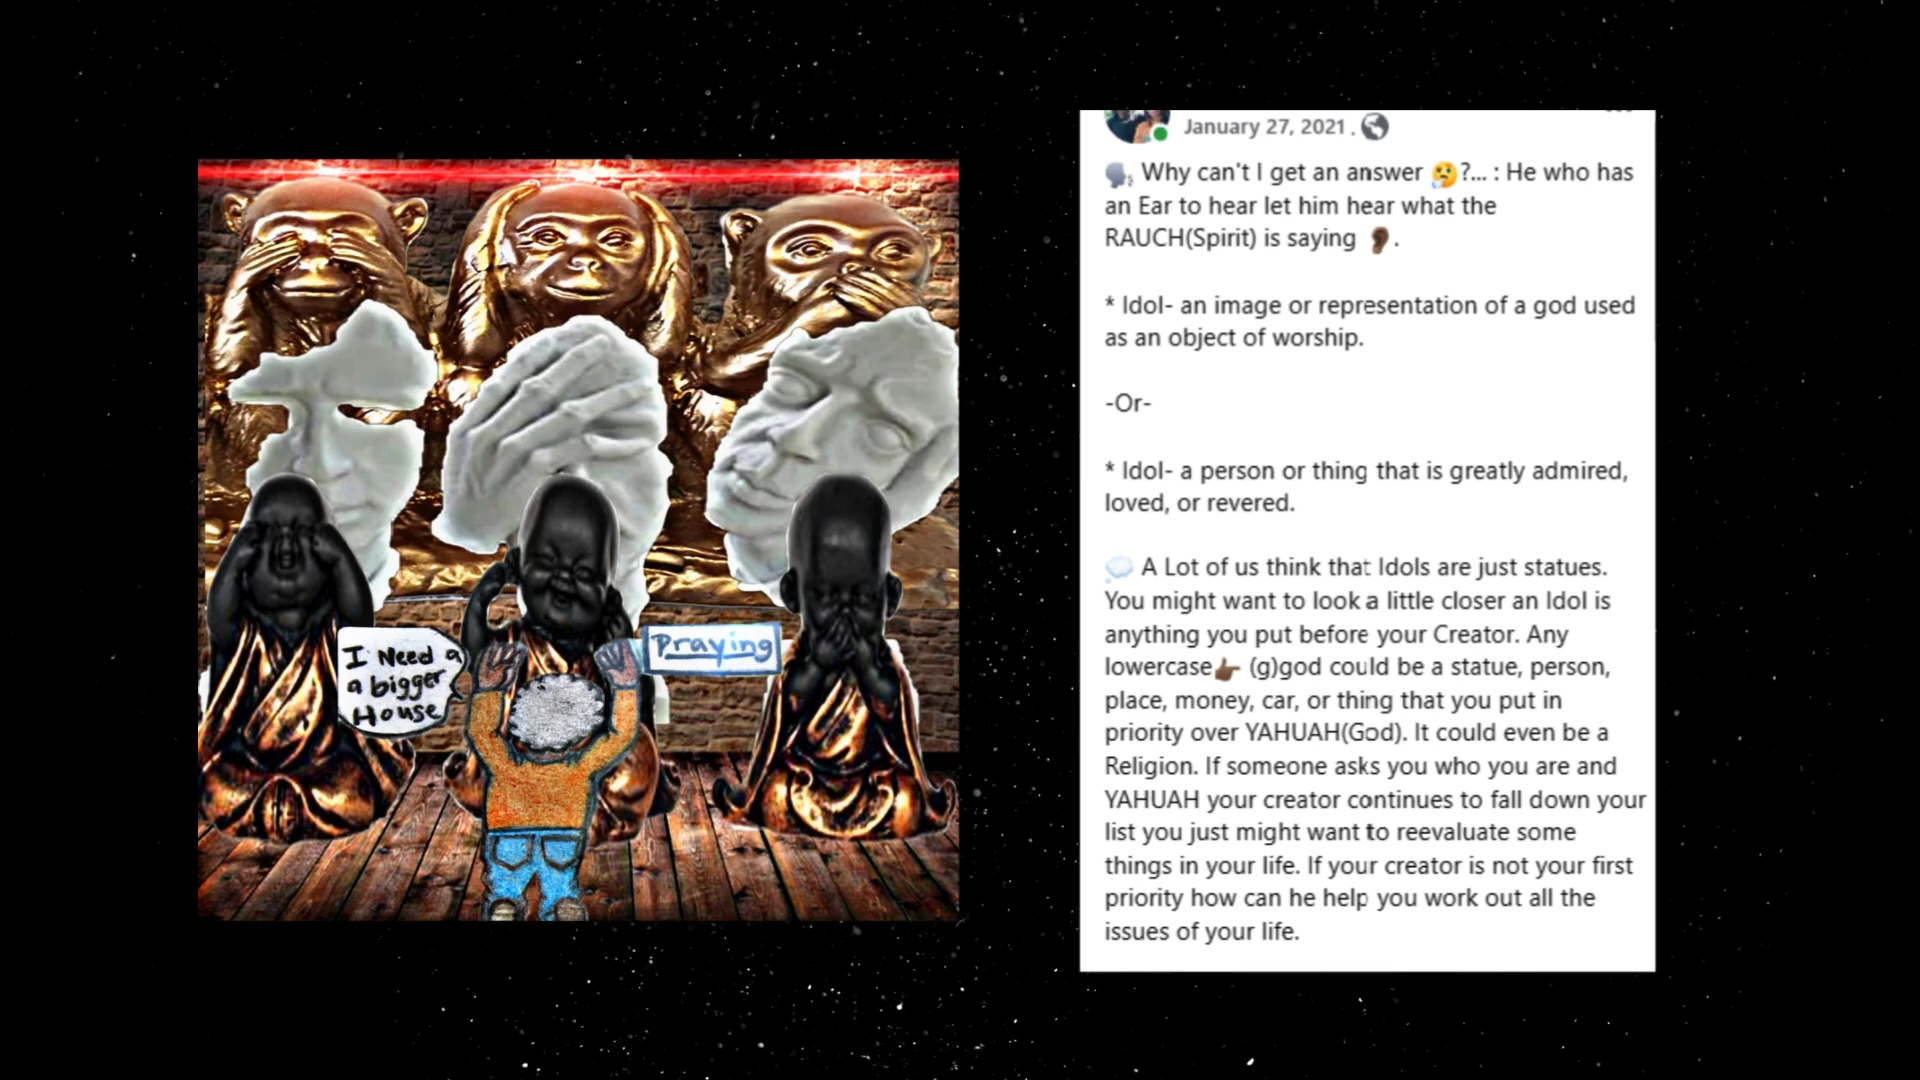 I Need a
a bigger
House
Praying
January 27, 2021 .
🗣️ Why can't I get an answer 🤔?... : He who has
an Ear to hear let him hear what the
RAUCH(Spirit) is saying 👂🏿.
* Idol- an image or representation of a god used
as an object of worship.
-Or-
* Idol- a person or thing that is greatly admired,
loved, or revered.
💭 A Lot of us think that Idols are just statues.
You might want to look a little closer an Idol is
anything you put before your Creator. Any
lowercase👉🏿 (g)god could be a statue, person,
place, money, car, or thing that you put in
priority over YAHUAH(God). It could even be a
Religion. If someone asks you who you are and
YAHUAH your creator continues to fall down your
list you just might want to reevaluate some
things in your life. If your creator is not your first
priority how can he help you work out all the
issues of your life.